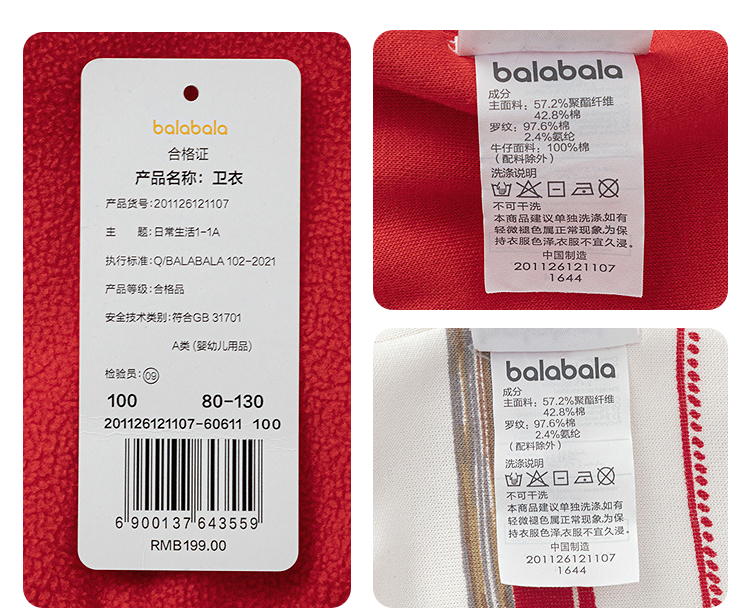 balabala
合格证
产品名称：卫衣
产品货号：201126121107
主 题：日常生活1-1A
执行标准：Q/BALABALA 102-2021
产品等级：合格品
安全技术类别：符合GB 31701
A类（婴幼儿用品）
检验员：09
100 80-130
201126121107-60611 100
6 900137 643559
RMB199.00
balabala
成分
主面料：57.2%聚酯纤维
42.8%棉
罗纹：97.6%棉
2.4%氨纶
牛仔面料：100%棉
（配料除外）
洗涤说明
不可干洗
本商品建议单独洗涤,如有
轻微褪色属正常现象,为保
持衣服色泽,衣服不宜久浸。
中国制造
201126121107
1644
balabala
成分
主面料：57.2%聚酯纤维
42.8%棉
罗纹：97.6%棉
2.4%氨纶
（配料除外）
洗涤说明
不可干洗
本商品建议单独洗涤,如有
轻微褪色属正常现象,为保
持衣服色泽,衣服不宜久浸。
中国制造
201126121107
1644